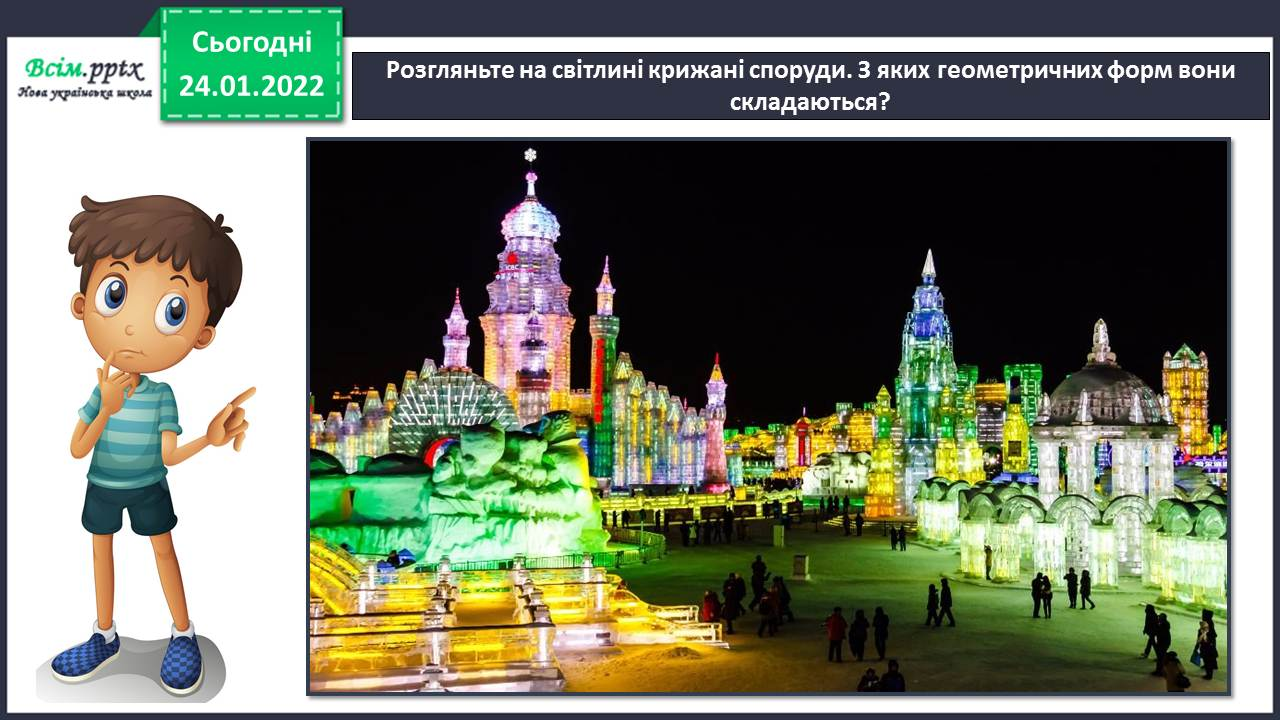 Сьогодні
24.01.2022
Всім.pptx
Нова українська школа
Розгляньте на світлині крижані споруди. З яких геометричних форм вони
складаються?
ICBC